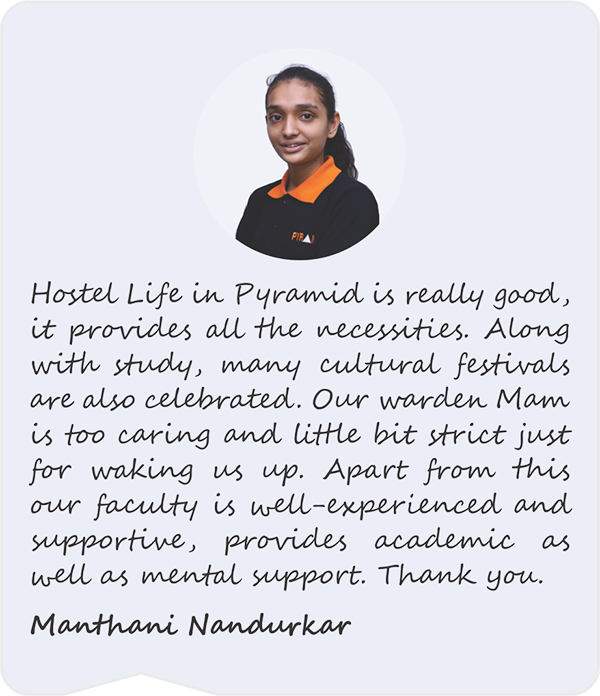 PYRAMID
Hostel Life in Pyramid is really good,
it provides all the necessities. Along
with study, many cultural festivals
are also celebrated. Our warden Mam
is too caring and little bit strict just
for waking us up. Apart from this
our faculty is well-experienced and
supportive, provides academic as
well as mental support. Thank you.
Manthani Nandurkar